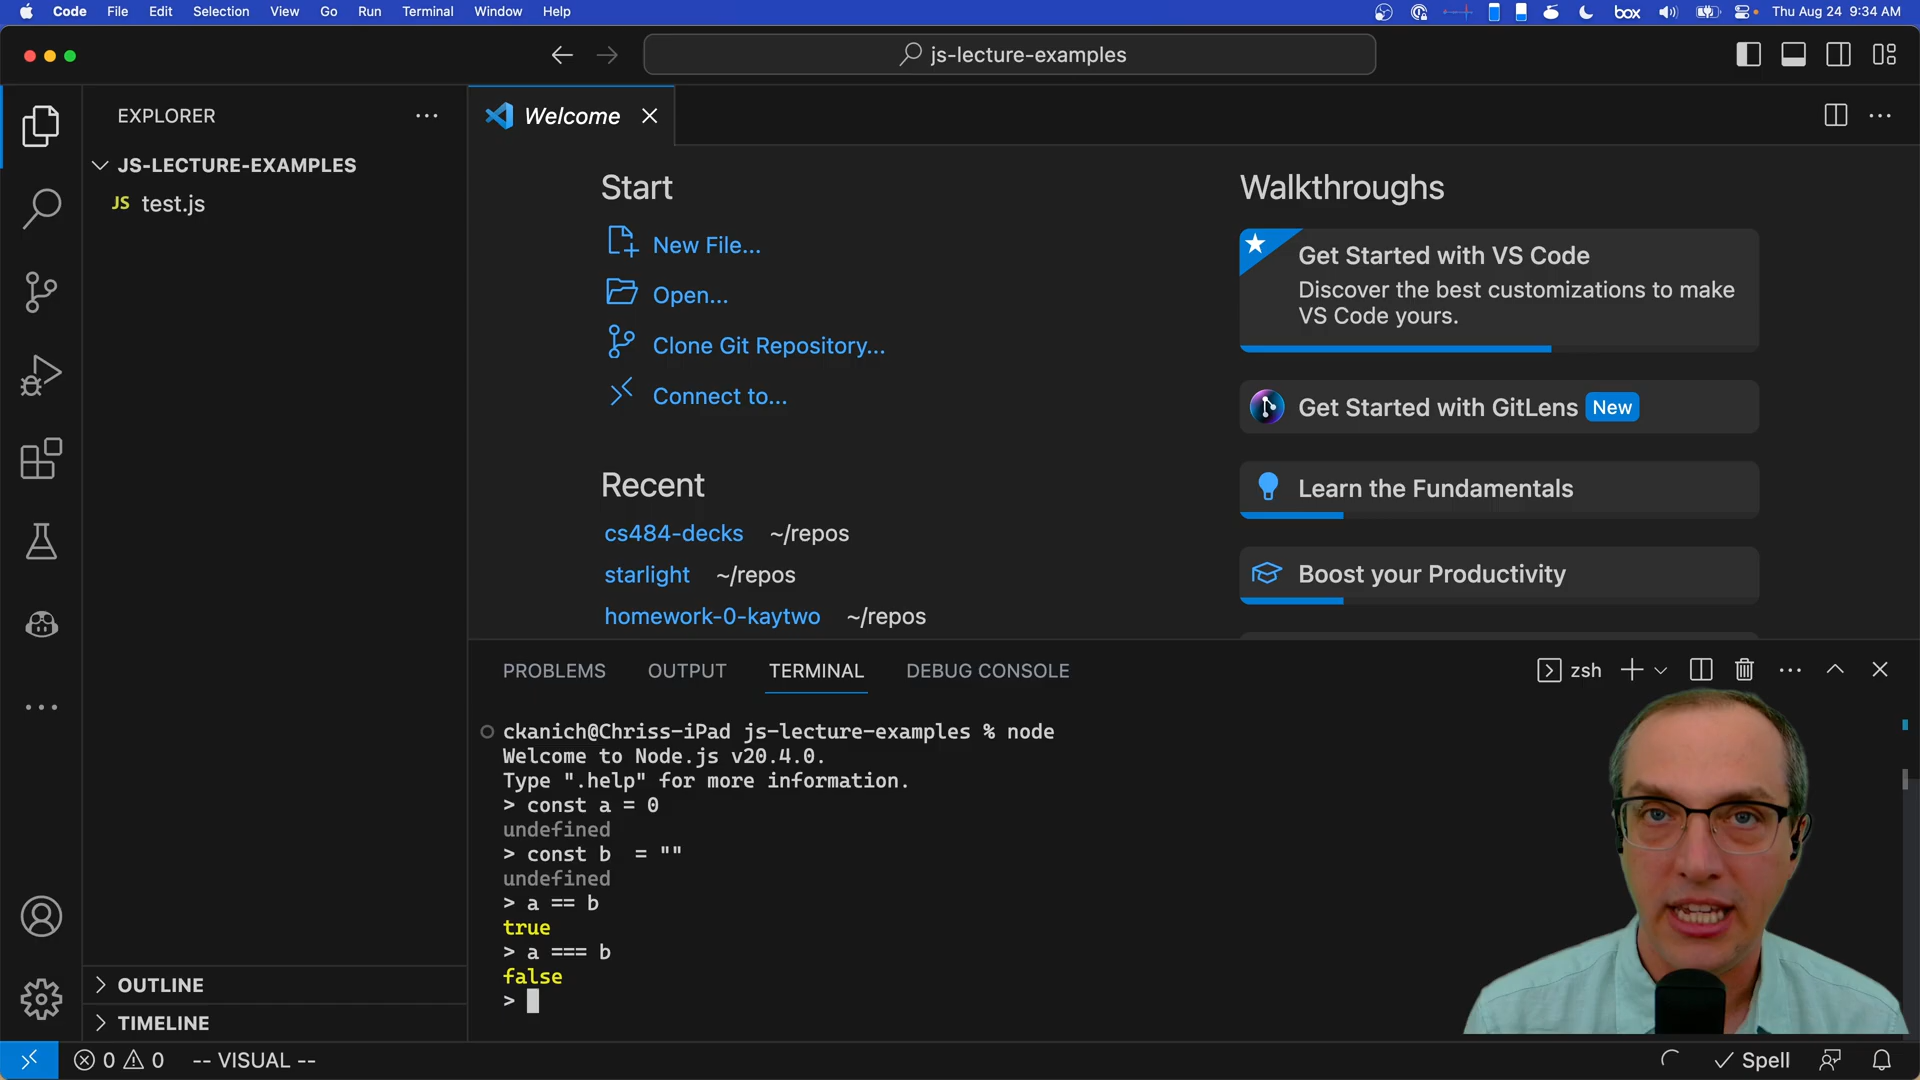 Code File Edit Selection View Go Run Terminal Window Help box Thu Aug 24 9:34 AM
js-lecture-examples
EXPLORER
Welcome
JS-LECTURE-EXAMPLES
JS test.js
Start
New File...
Open...
Clone Git Repository...
Connect to...
Recent
cs484-decks ~/repos
starlight ~/repos
homework-0-kaytwo ~/repos
Walkthroughs
Get Started with VS Code
Discover the best customizations to make
VS Code yours.
Get Started with GitLens New
Learn the Fundamentals
Boost your Productivity
PROBLEMS OUTPUT TERMINAL DEBUG CONSOLE zsh
ckanich@Chriss-iPad js-lecture-examples % node
Welcome to Node.js v20.4.0.
Type ".help" for more information.
> const a = 0
undefined
> const b  = ""
undefined
> a == b
true
> a === b
false
>
OUTLINE
TIMELINE
0 0 -- VISUAL -- Spell